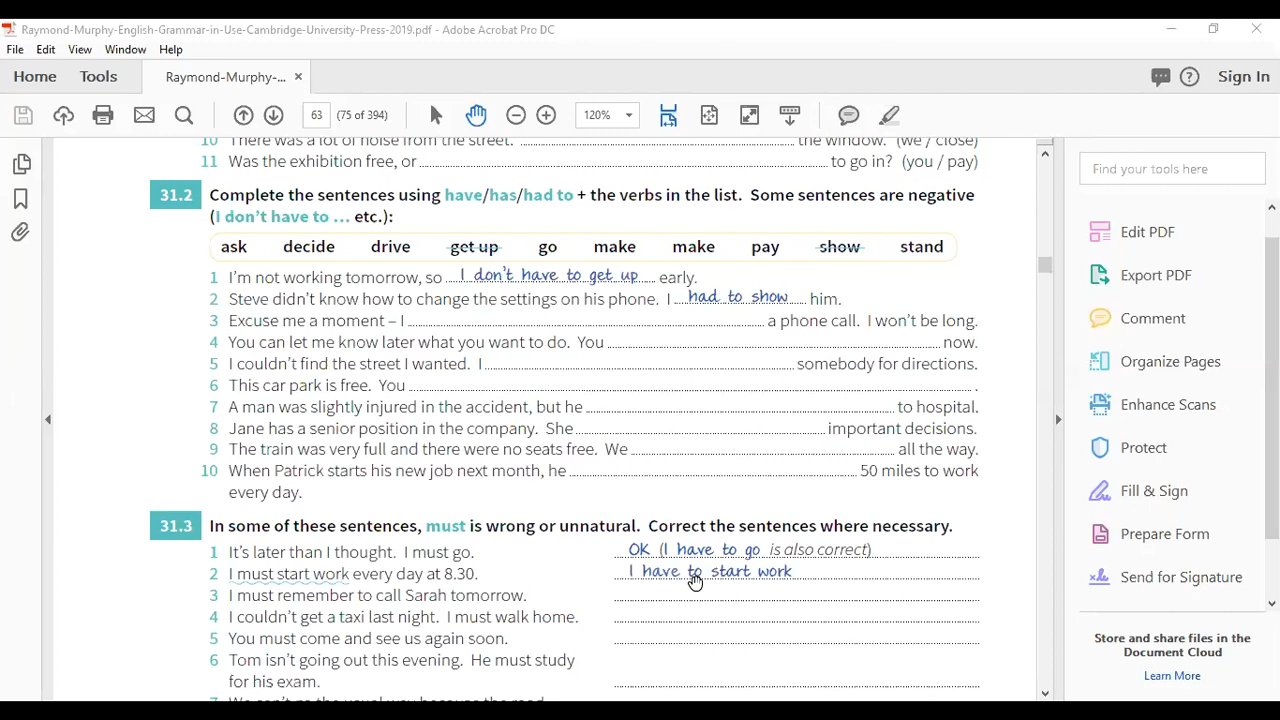 Raymond-Murphy-English-Grammar-in-Use-Cambridge-University-Press-2019.pdf - Adobe Acrobat Pro DC
File Edit View Window Help
Home Tools Raymond-Murphy-... × Sign In
63 (75 of 394) 120%
10 There was a lot of noise from the street. ........ the window. (we / close)
11 Was the exhibition free, or ........ to go in? (you / pay)
31.2 Complete the sentences using have/has/had to + the verbs in the list. Some sentences are negative
(I don't have to ... etc.):
ask decide drive get up go make make pay show stand
1 I'm not working tomorrow, so I don't have to get up early.
2 Steve didn't know how to change the settings on his phone. I had to show him.
3 Excuse me a moment – I ........ a phone call. I won't be long.
4 You can let me know later what you want to do. You ........ now.
5 I couldn't find the street I wanted. I ........ somebody for directions.
6 This car park is free. You ........ .
7 A man was slightly injured in the accident, but he ........ to hospital.
8 Jane has a senior position in the company. She ........ important decisions.
9 The train was very full and there were no seats free. We ........ all the way.
10 When Patrick starts his new job next month, he ........ 50 miles to work
every day.
31.3 In some of these sentences, must is wrong or unnatural. Correct the sentences where necessary.
1 It's later than I thought. I must go. OK (I have to go is also correct)
2 I must start work every day at 8.30. I have to start work
3 I must remember to call Sarah tomorrow.
4 I couldn't get a taxi last night. I must walk home.
5 You must come and see us again soon.
6 Tom isn't going out this evening. He must study
for his exam.
Find your tools here
Edit PDF
Export PDF
Comment
Organize Pages
Enhance Scans
Protect
Fill & Sign
Prepare Form
Send for Signature
Store and share files in the
Document Cloud
Learn More